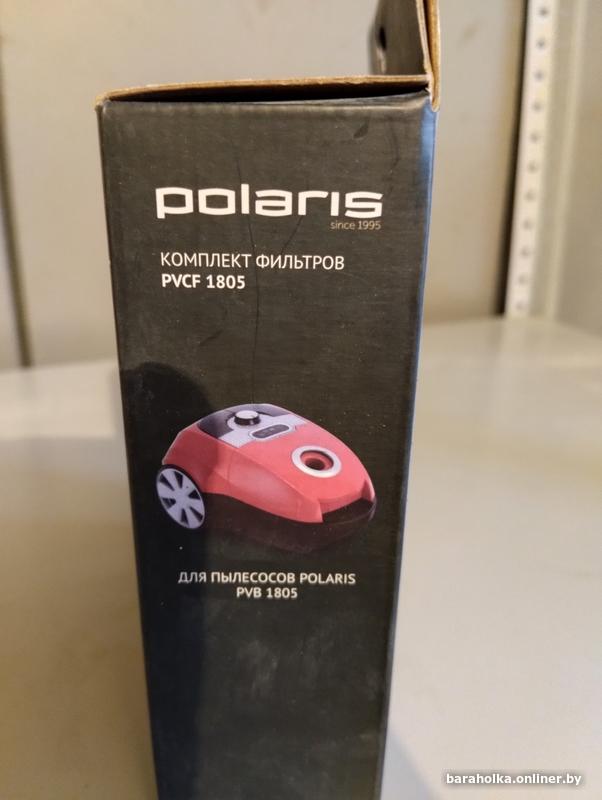 polaris
since 1995
КОМПЛЕКТ ФИЛЬТРОВ
PVCF 1805
ДЛЯ ПЫЛЕСОСОВ POLARIS
PVB 1805
baraholka.onliner.by